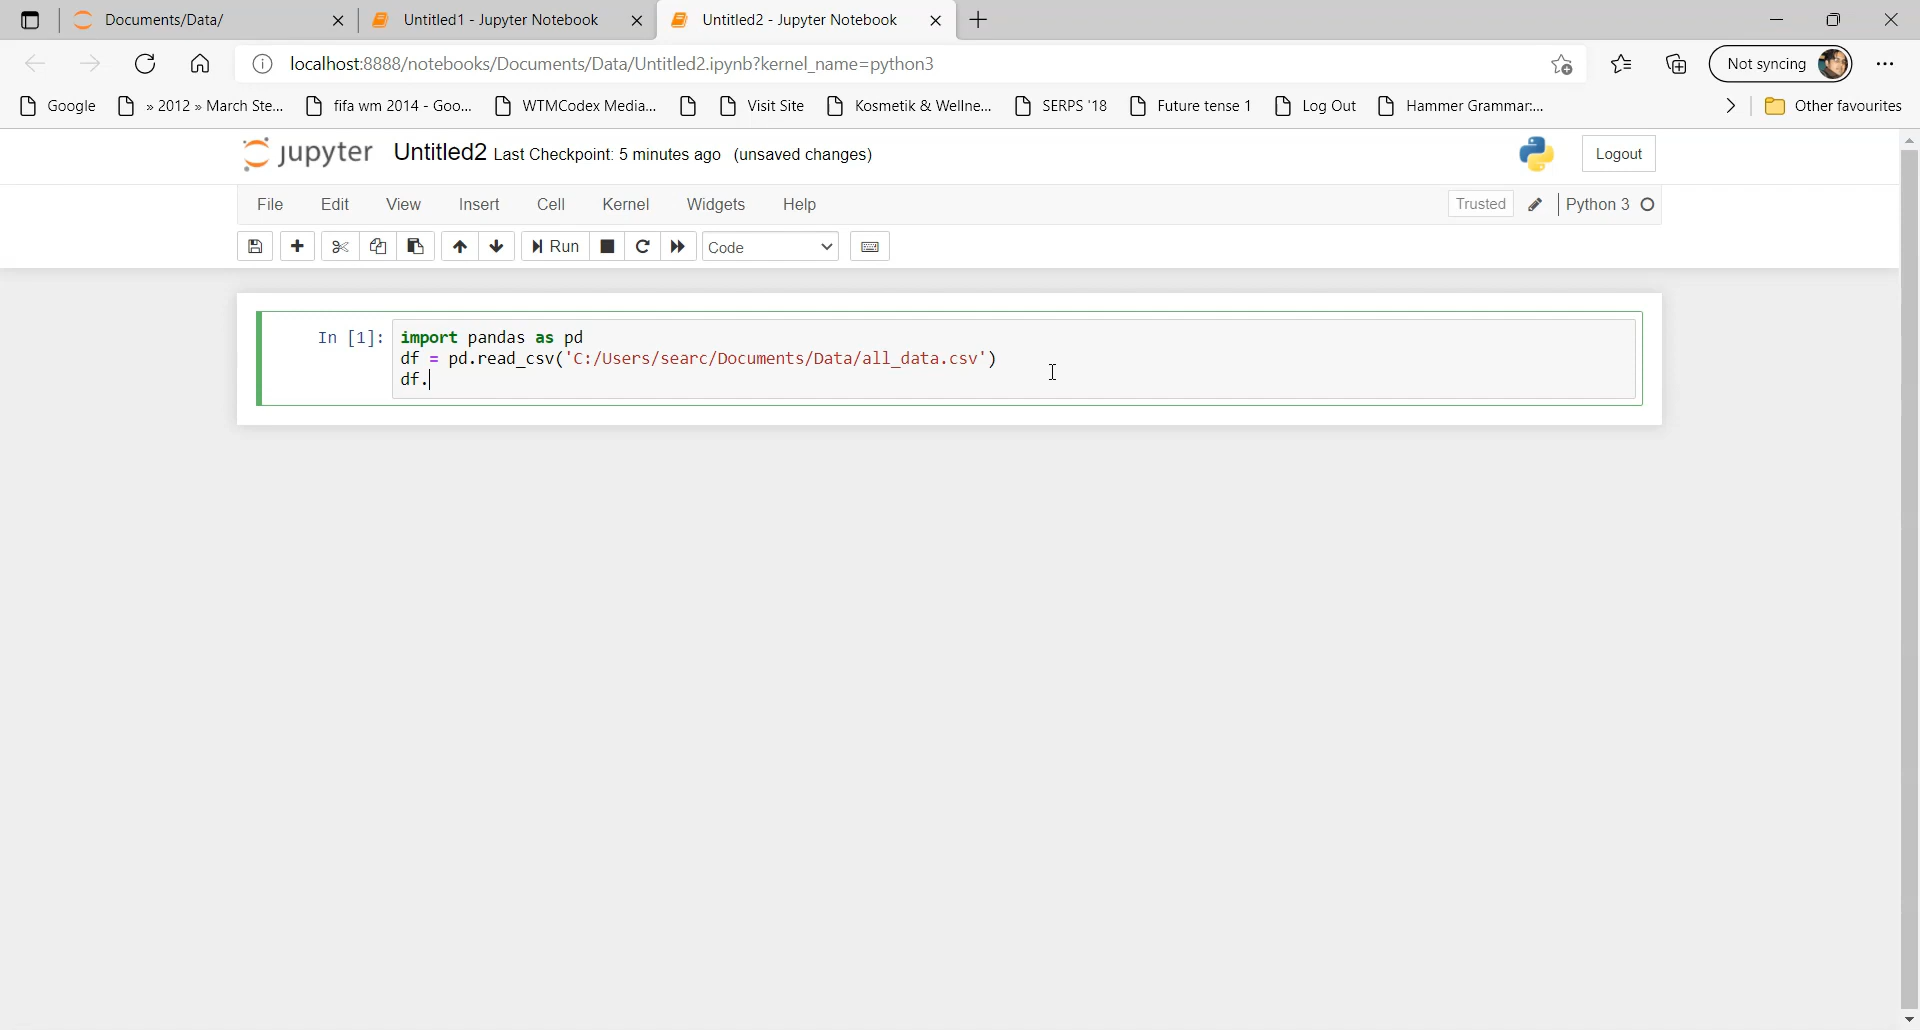 Documents/Data/
Untitled1 - Jupyter Notebook
Untitled2 - Jupyter Notebook
localhost:8888/notebooks/Documents/Data/Untitled2.ipynb?kernel_name=python3
Not syncing
Google
» 2012 » March Ste...
fifa wm 2014 - Goo...
WTMCodex Media...
Visit Site
Kosmetik & Wellne...
SERPS '18
Future tense 1
Log Out
Hammer Grammar:...
Other favourites
jupyter Untitled2 Last Checkpoint: 5 minutes ago (unsaved changes)
Logout
File Edit View Insert Cell Kernel Widgets Help
Trusted
Python 3
Run
Code
In [1]: import pandas as pd
df = pd.read_csv('C:/Users/searc/Documents/Data/all_data.csv')
df.